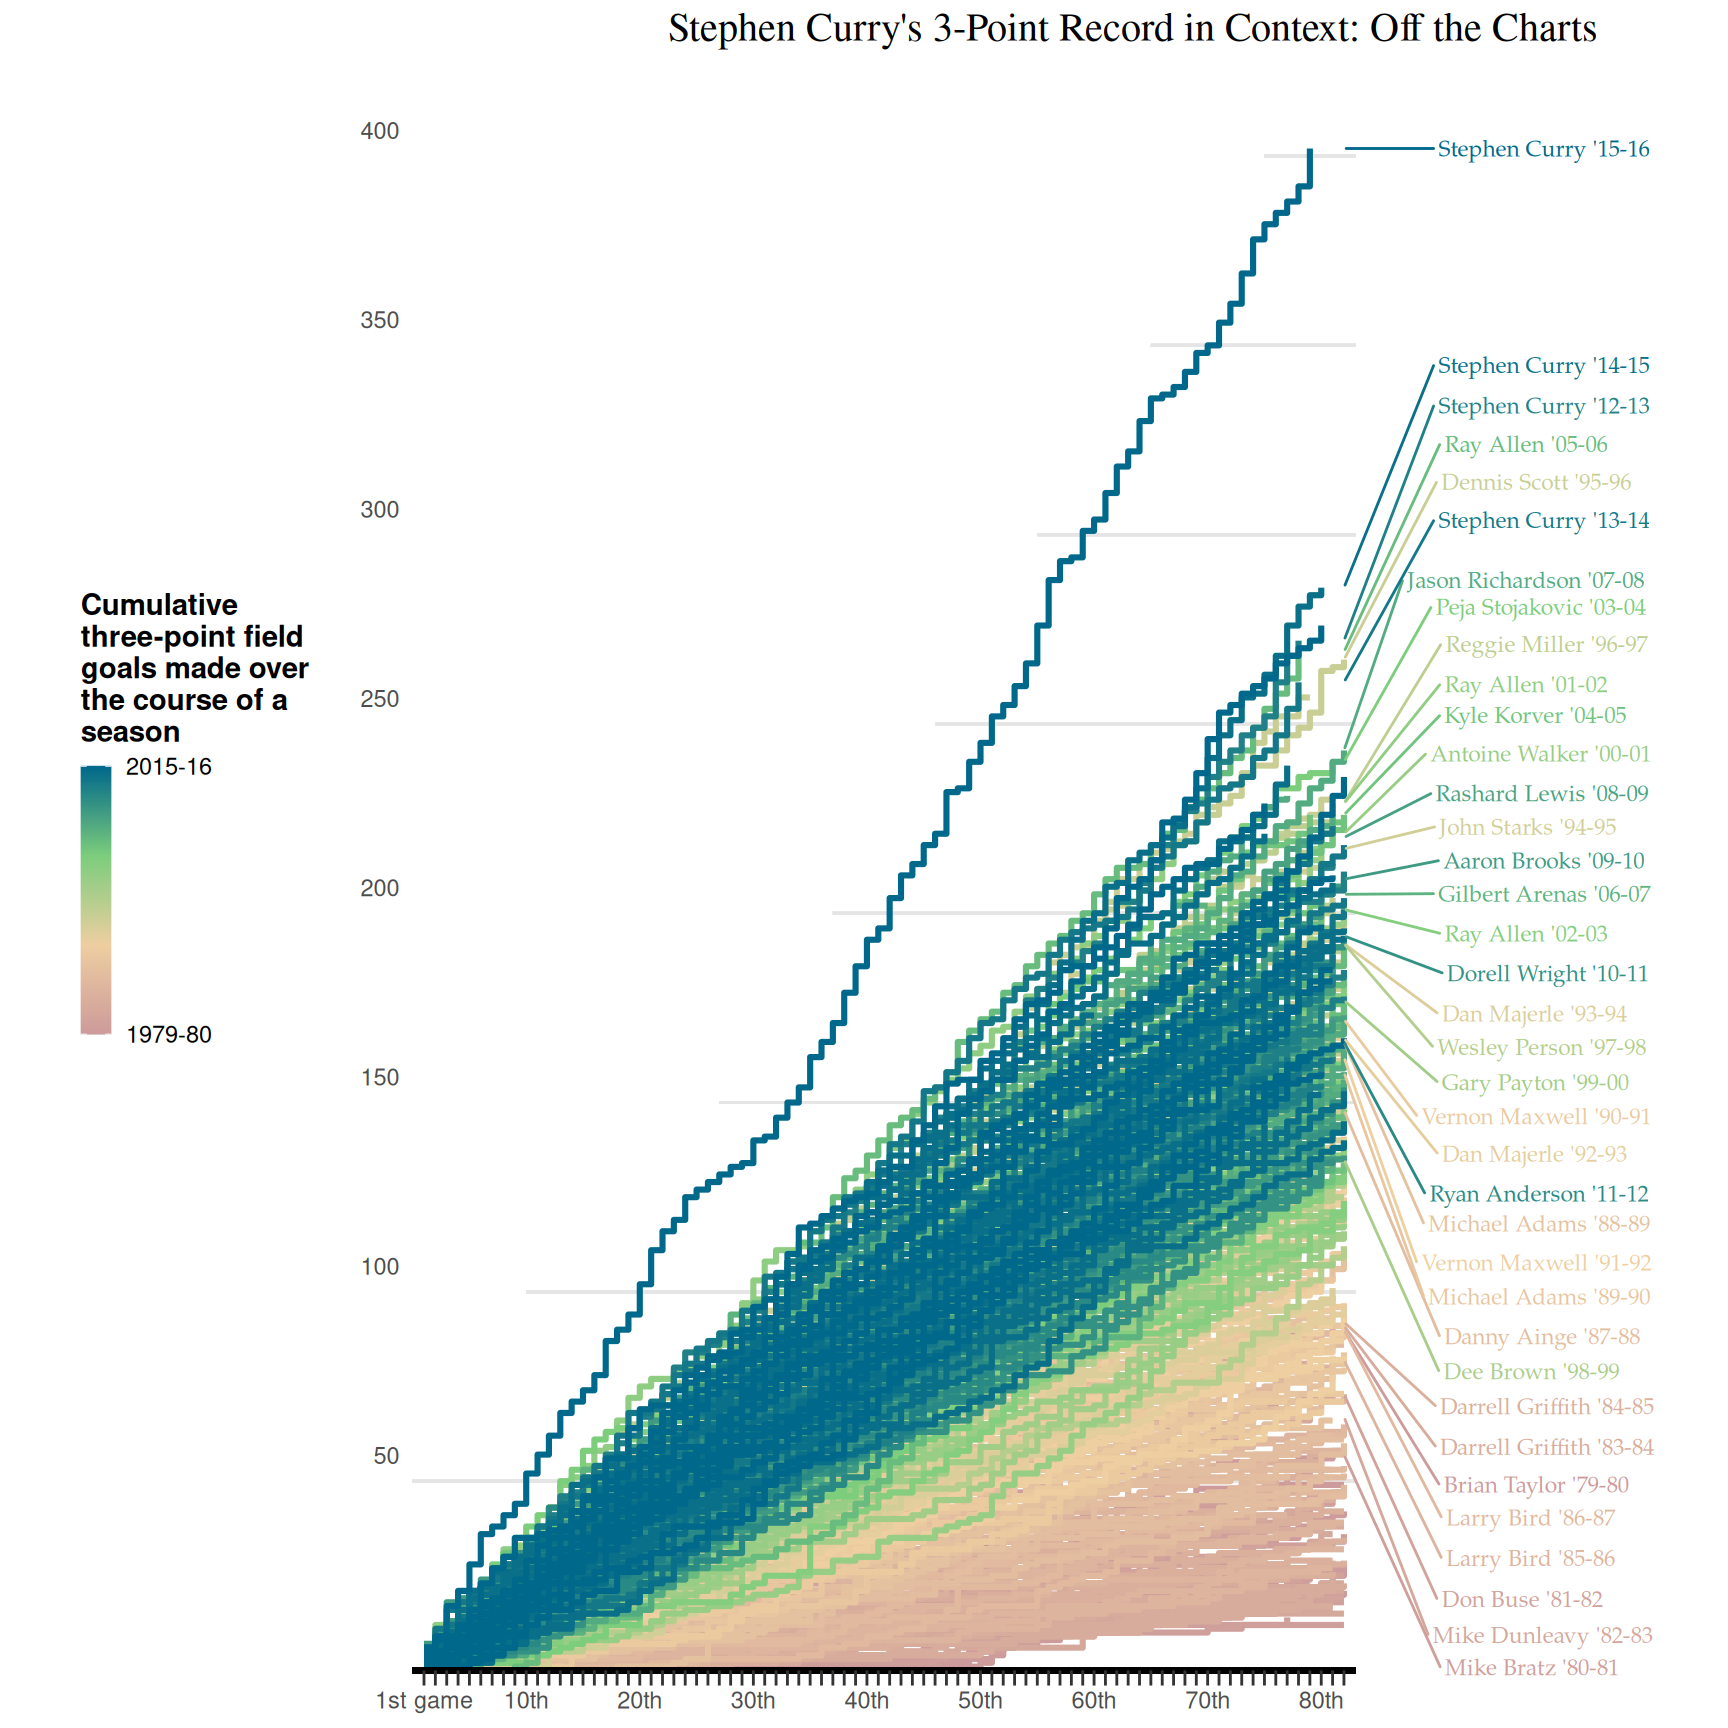 Stephen Curry's 3-Point Record in Context: Off the Charts
400
350
300
250
200
150
100
50
Cumulative
three-point field
goals made over
the course of a
season
2015-16
1979-80
Stephen Curry '15-16
Stephen Curry '14-15
Stephen Curry '12-13
Ray Allen '05-06
Dennis Scott '95-96
Stephen Curry '13-14
Jason Richardson '07-08
Peja Stojakovic '03-04
Reggie Miller '96-97
Ray Allen '01-02
Kyle Korver '04-05
Antoine Walker '00-01
Rashard Lewis '08-09
John Starks '94-95
Aaron Brooks '09-10
Gilbert Arenas '06-07
Ray Allen '02-03
Dorell Wright '10-11
Dan Majerle '93-94
Wesley Person '97-98
Gary Payton '99-00
Vernon Maxwell '90-91
Dan Majerle '92-93
Ryan Anderson '11-12
Michael Adams '88-89
Vernon Maxwell '91-92
Michael Adams '89-90
Danny Ainge '87-88
Dee Brown '98-99
Darrell Griffith '84-85
Darrell Griffith '83-84
Brian Taylor '79-80
Larry Bird '86-87
Larry Bird '85-86
Don Buse '81-82
Mike Dunleavy '82-83
Mike Bratz '80-81
1st game 10th 20th 30th 40th 50th 60th 70th 80th